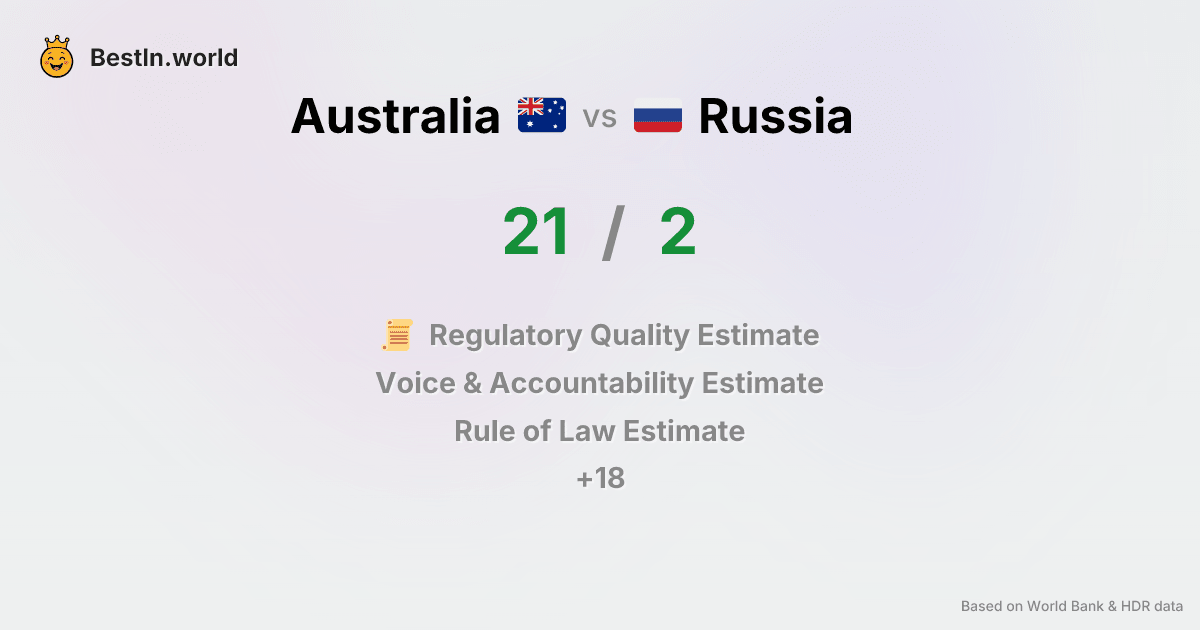 BestIn.world
Australia vs Russia
21 / 2
Regulatory Quality Estimate
Voice & Accountability Estimate
Rule of Law Estimate
+18
Based on World Bank & HDR data